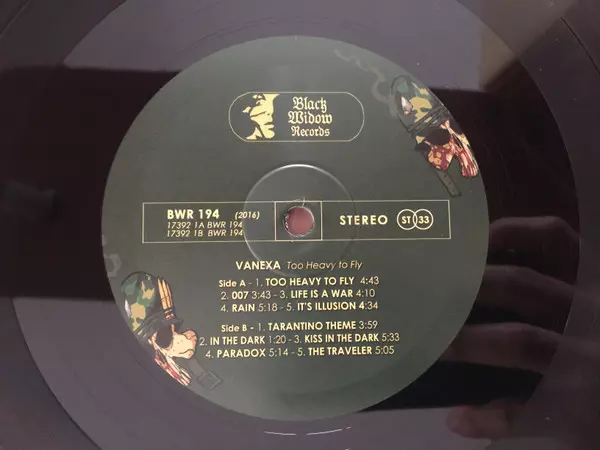 Black
Widow
Records
BWR 194 (2016)
17392 1A BWR 194
17392 1B BWR 194
STEREO ST 33
VANEXA Too Heavy to Fly
Side A - 1. TOO HEAVY TO FLY 4:43
2. 007 3:43 - 3. LIFE IS A WAR 4:10
4. RAIN 5:18 - 5. IT'S ILLUSION 4:34
Side B - 1. TARANTINO THEME 3:59
2. IN THE DARK 1:20 - 3. KISS IN THE DARK 5:33
4. PARADOX 5:14 - 5. THE TRAVELER 5:05